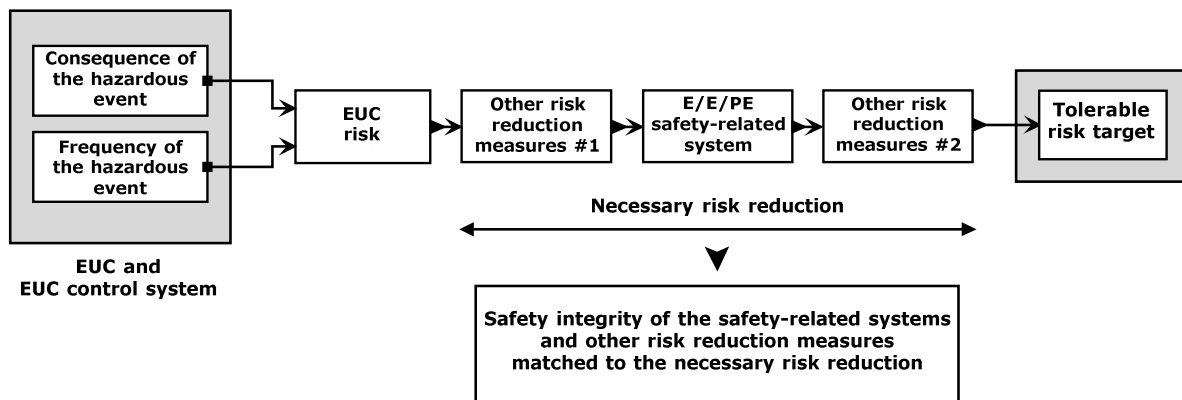 Consequence of
the hazardous
event
Frequency of
the hazardous
event
EUC and
EUC control system
EUC
risk
Other risk
reduction
measures #1
E/E/PE
safety-related
system
Other risk
reduction
measures #2
Tolerable
risk target
Necessary risk reduction
Safety integrity of the safety-related systems
and other risk reduction measures
matched to the necessary risk reduction